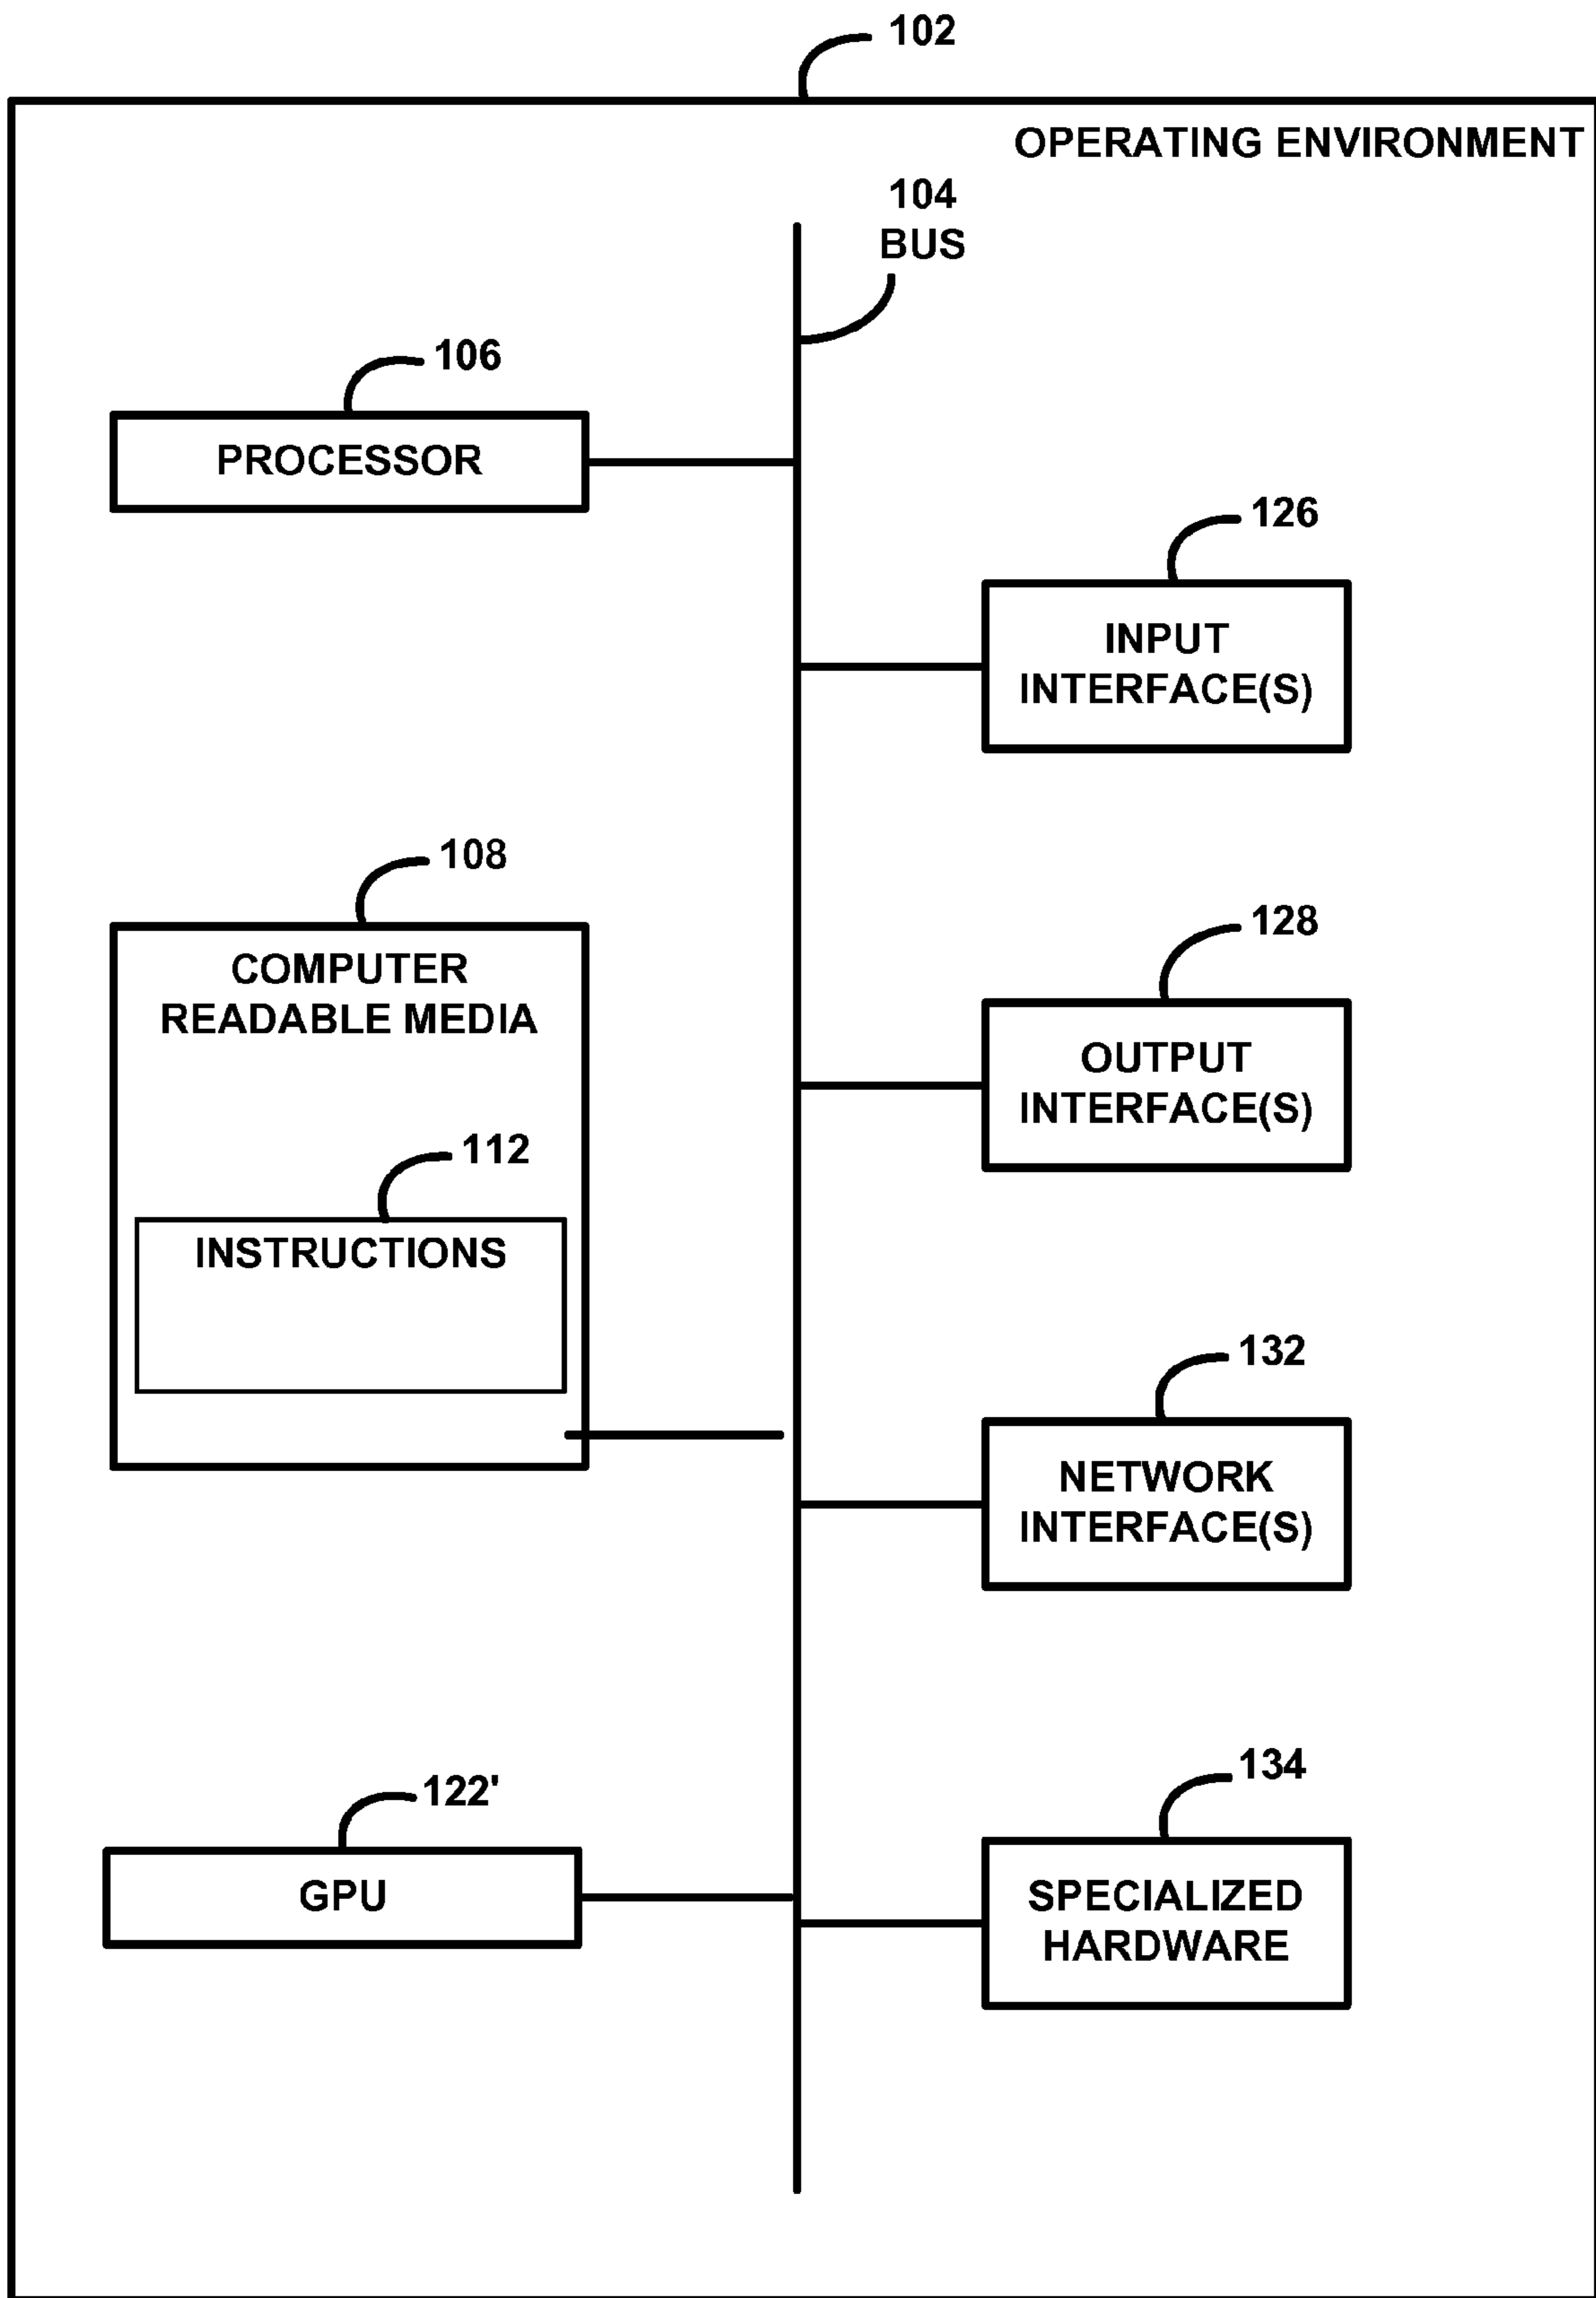 102
OPERATING ENVIRONMENT
104
BUS
106
PROCESSOR
126
INPUT
INTERFACE(S)
108
COMPUTER
READABLE MEDIA
128
OUTPUT
INTERFACE(S)
112
INSTRUCTIONS
132
NETWORK
INTERFACE(S)
122'
GPU
134
SPECIALIZED
HARDWARE